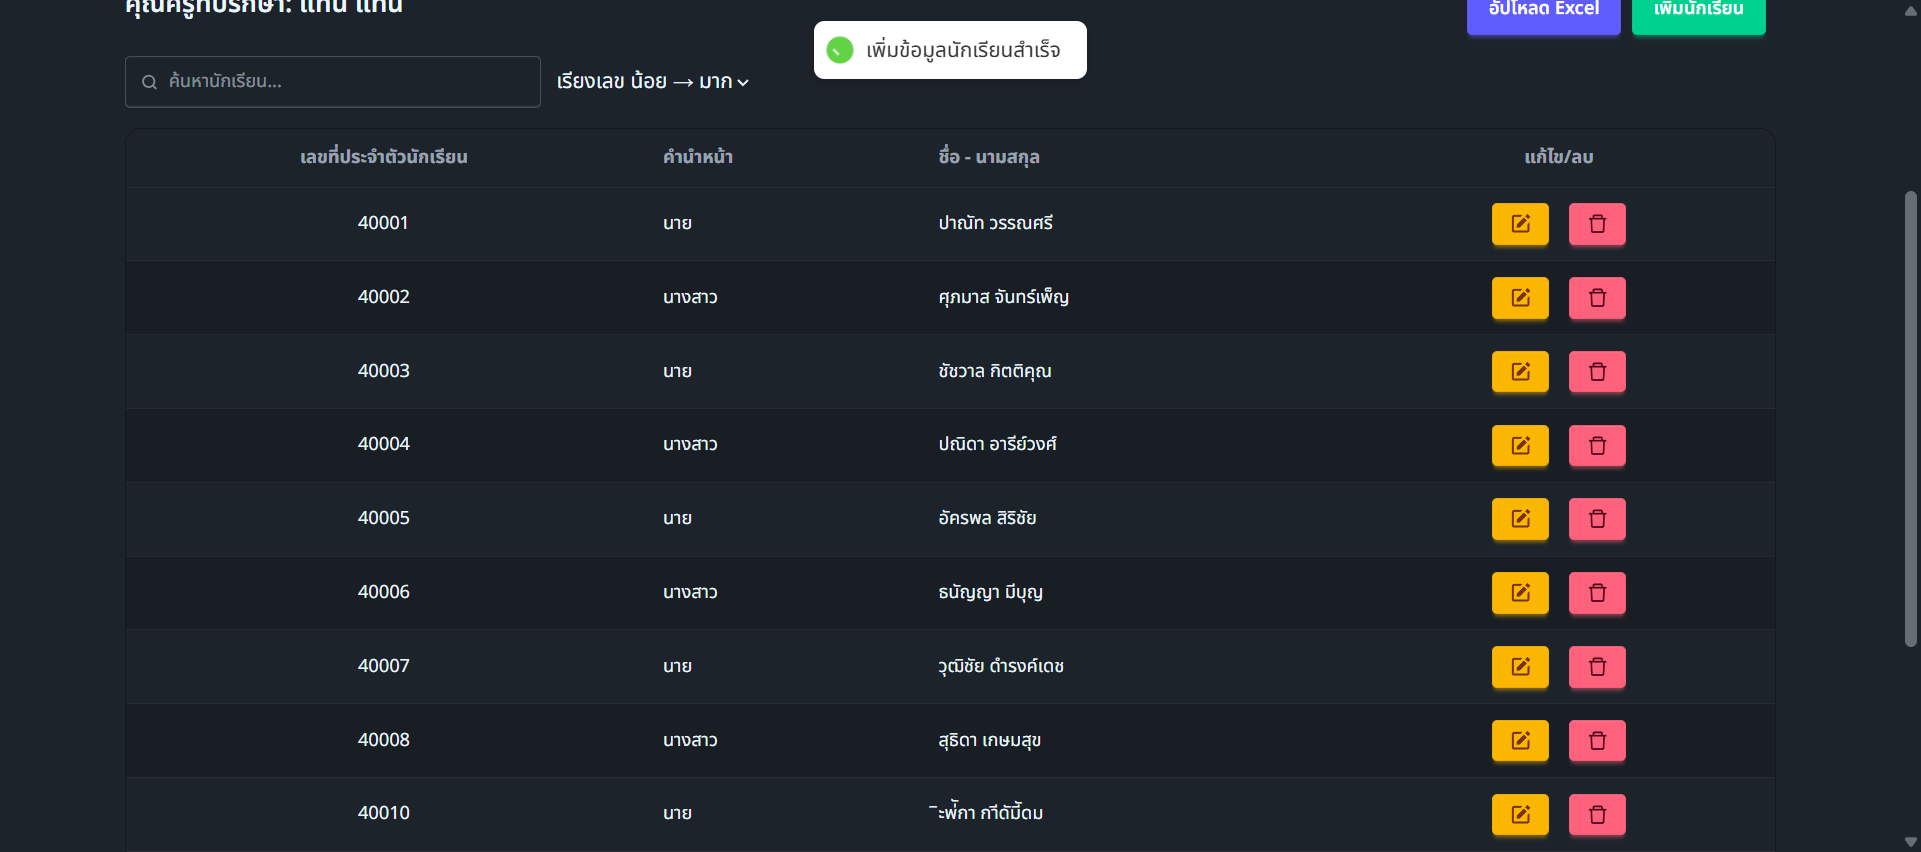 คุณครูที่ปรึกษา: แทน แทน
อัปโหลด Excel
เพิ่มนักเรียน
เพิ่มข้อมูลนักเรียนสำเร็จ
ค้นหานักเรียน...
เรียงเลข น้อย → มาก
เลขที่ประจำตัวนักเรียน คำนำหน้า ชื่อ - นามสกุล แก้ไข/ลบ
40001 นาย ปาณัท วรรณศรี
40002 นางสาว ศุภมาส จันทร์เพ็ญ
40003 นาย ชัชวาล กิตติคุณ
40004 นางสาว ปณิดา อารีย์วงศ์
40005 นาย อัครพล สิริชัย
40006 นางสาว ธนัญญา มีบุญ
40007 นาย วุฒิชัย ดำรงค์เดช
40008 นางสาว สุธิดา เกษมสุข
40010 นาย